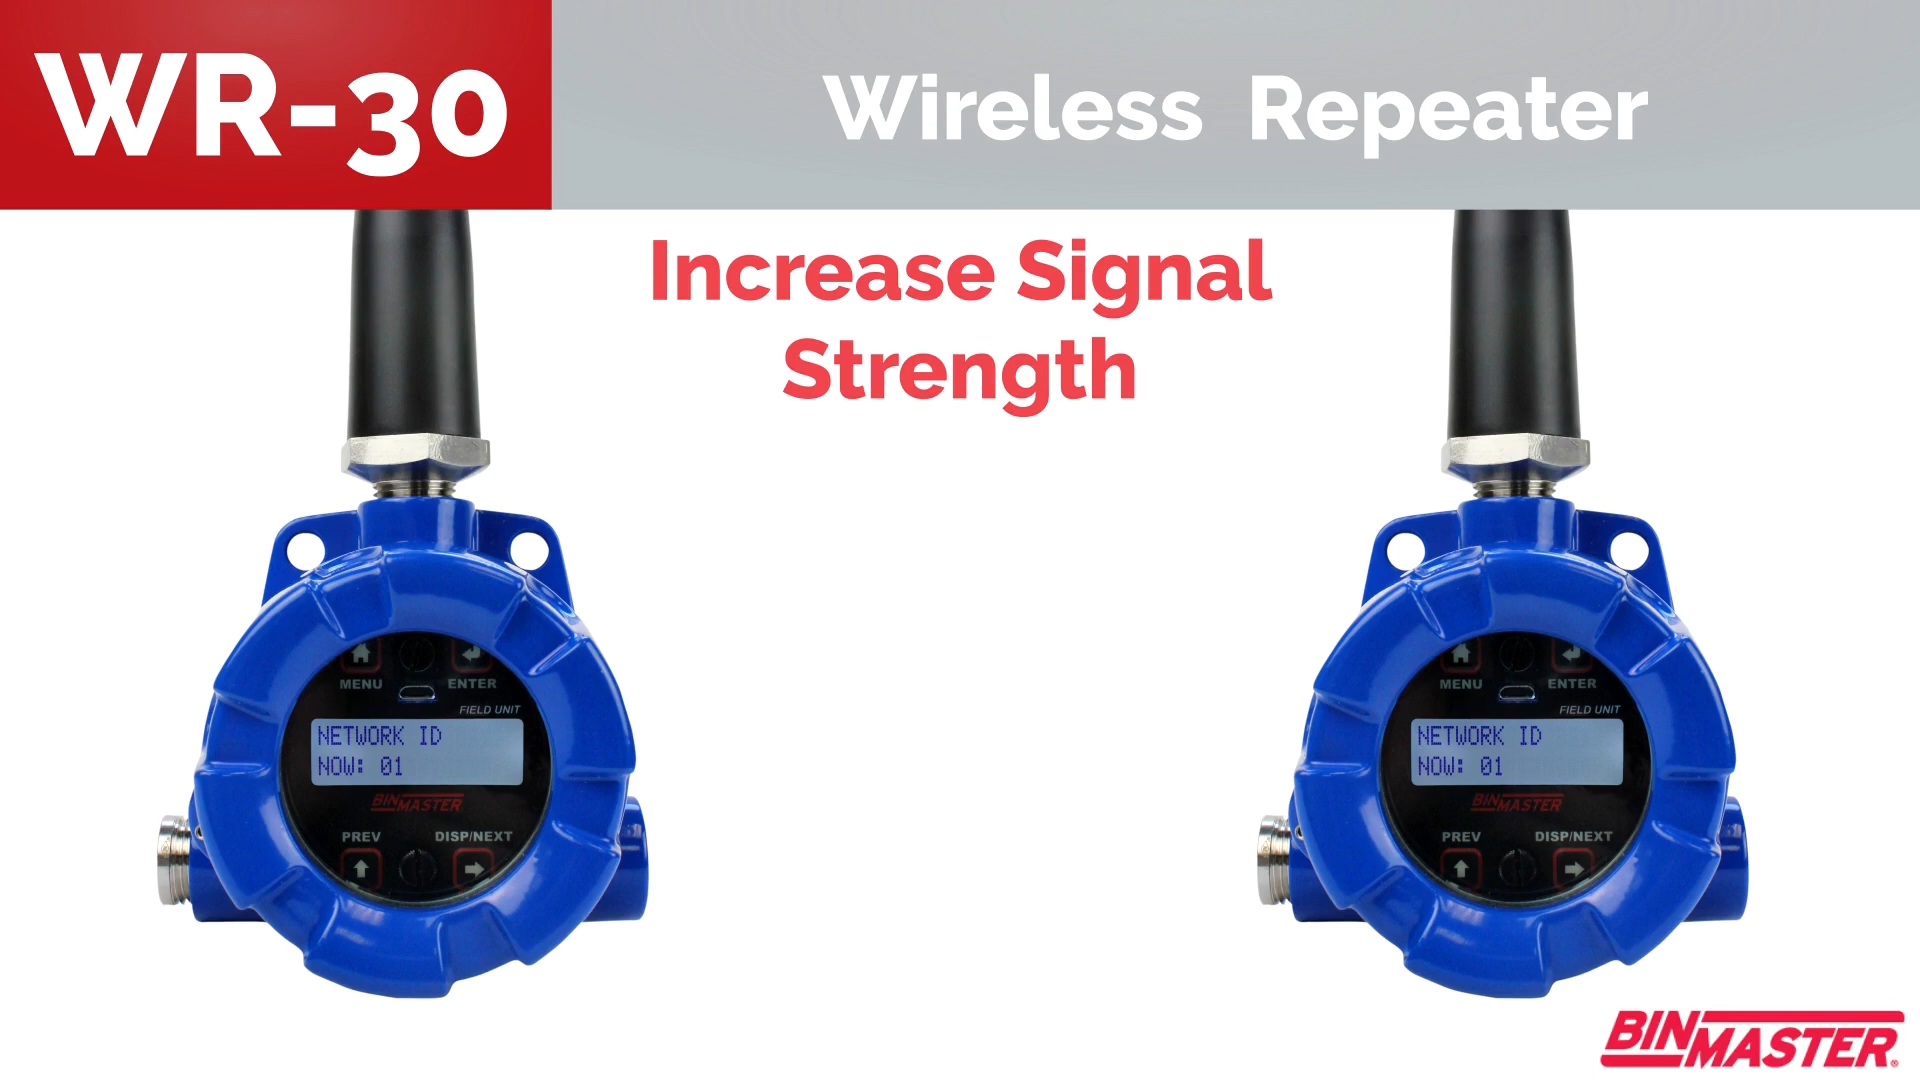 WR-30
Wireless Repeater
Increase Signal
Strength
MENU ENTER
FIELD UNIT
NETWORK ID
NOW: 01
BINMASTER
PREV DISP/NEXT
MENU ENTER
FIELD UNIT
NETWORK ID
NOW: 01
BINMASTER
PREV DISP/NEXT
BINMASTER®